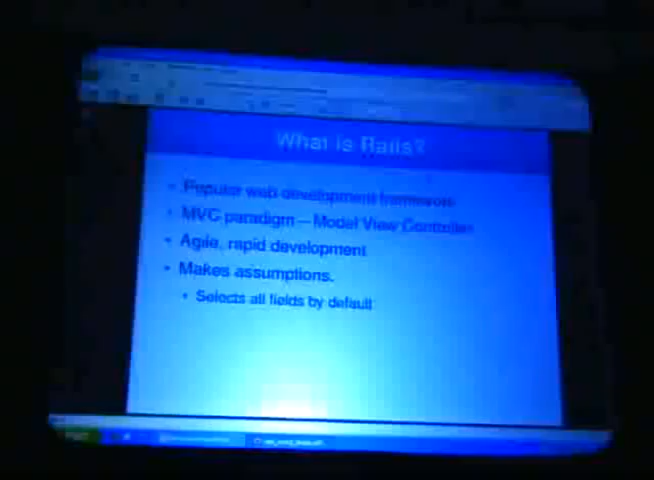 What is Rails?
Popular web development framework
MVC paradigm – Model View Controller
Agile, rapid development
Makes assumptions.
Selects all fields by default